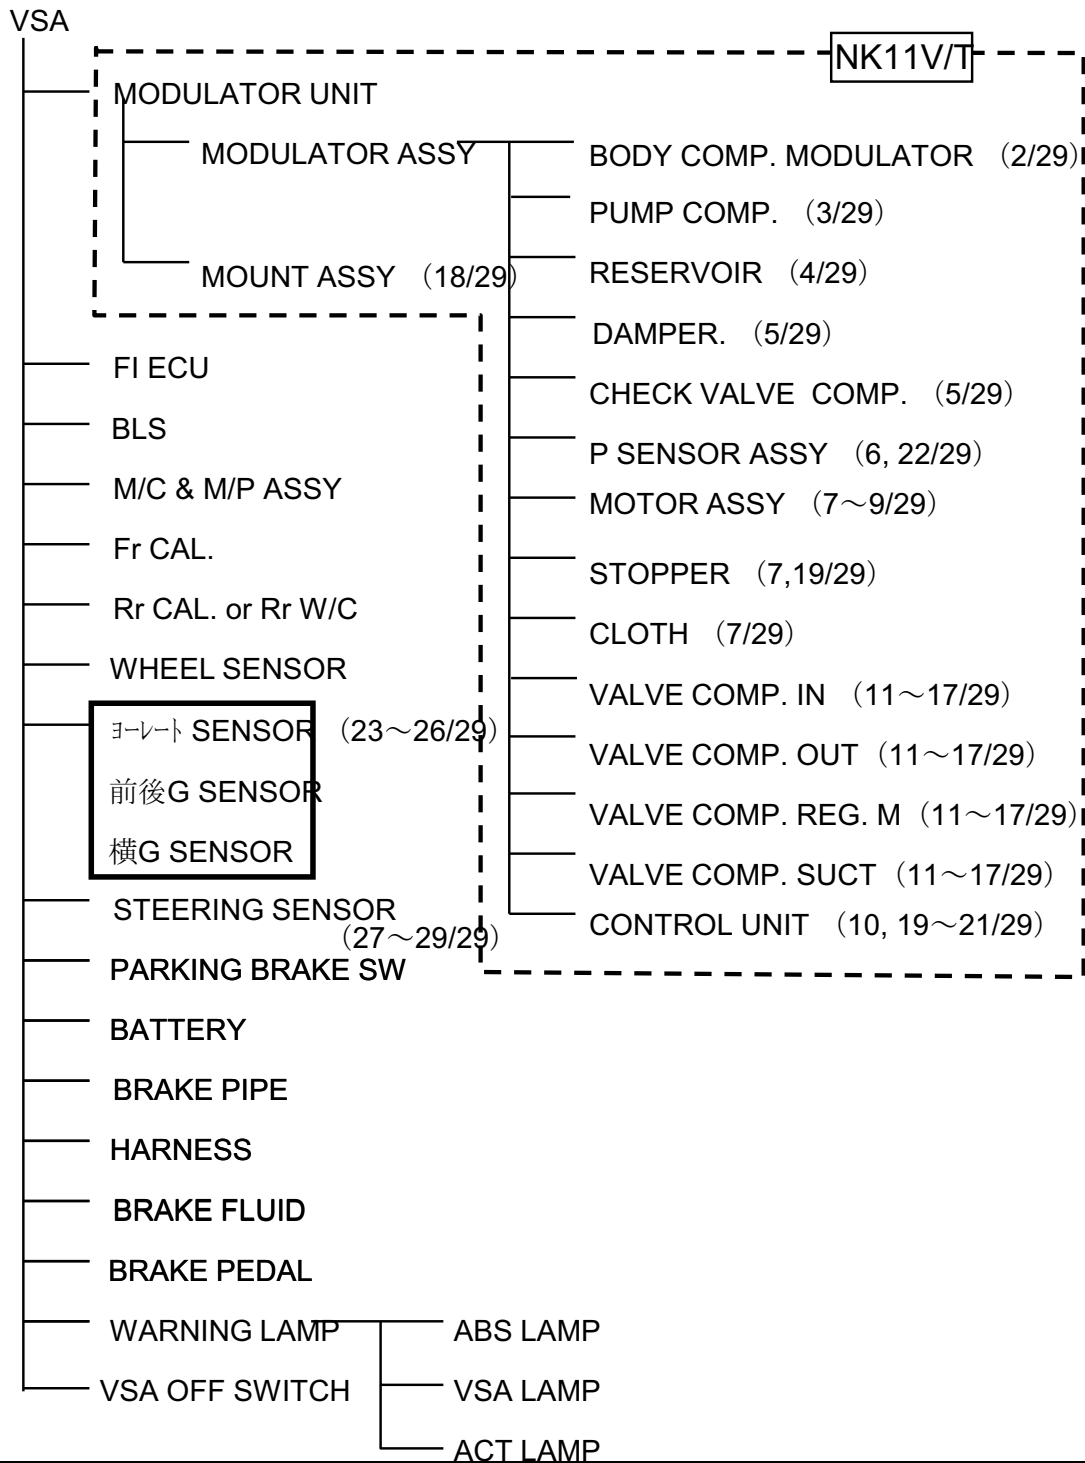 VSA
NK11V/T
MODULATOR UNIT
MODULATOR ASSY
BODY COMP. MODULATOR （2/29）
PUMP COMP. （3/29）
MOUNT ASSY （18/29）
RESERVOIR （4/29）
DAMPER. （5/29）
CHECK VALVE COMP. （5/29）
P SENSOR ASSY （6, 22/29）
MOTOR ASSY （7～9/29）
STOPPER （7,19/29）
CLOTH （7/29）
VALVE COMP. IN （11～17/29）
VALVE COMP. OUT （11～17/29）
VALVE COMP. REG. M （11～17/29）
VALVE COMP. SUCT （11～17/29）
CONTROL UNIT （10, 19～21/29）
FI ECU
BLS
M/C & M/P ASSY
Fr CAL.
Rr CAL. or Rr W/C
WHEEL SENSOR
ﾖｰﾚｰﾄ SENSOR （23～26/29）
前後G SENSOR
横G SENSOR
STEERING SENSOR
（27～29/29）
PARKING BRAKE SW
BATTERY
BRAKE PIPE
HARNESS
BRAKE FLUID
BRAKE PEDAL
WARNING LAMP
ABS LAMP
VSA OFF SWITCH
VSA LAMP
ACT LAMP